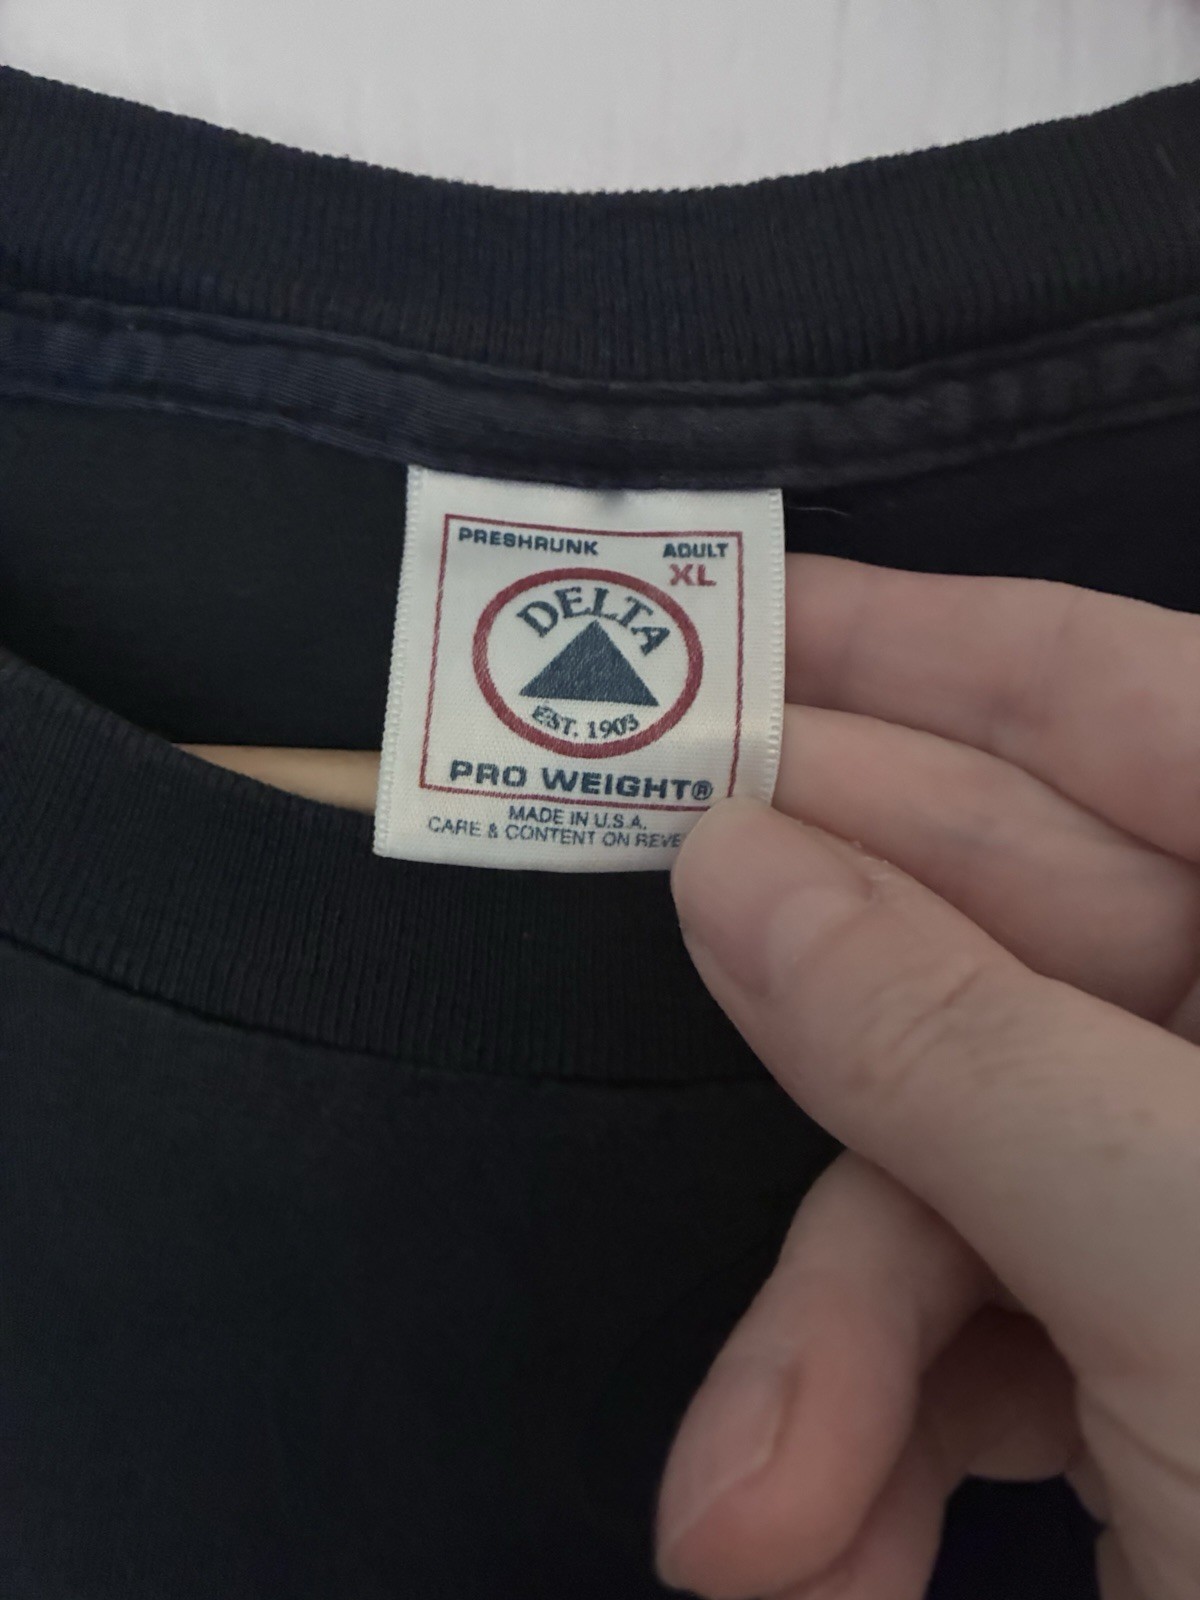 PRESHRUNK ADULT
XL
DELTA
EST. 1903
PRO WEIGHT®
MADE IN U.S.A.
CARE & CONTENT ON